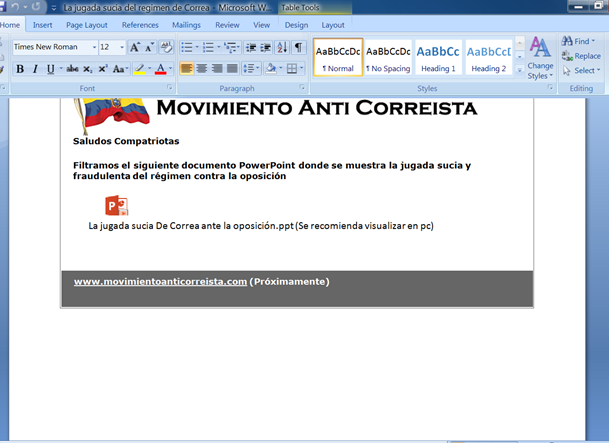 La jugada sucia del regimen de Correa - Microsoft W... Table Tools
Home Insert Page Layout References Mailings Review View Design Layout
Times New Roman 12 A A Aa
B I U abe x₂ x² Aa A
¶
AaBbCcDc AaBbCcDc AaBbCc AaBbCcI
¶ Normal ¶ No Spacing Heading 1 Heading 2
Change Styles
Find
Replace
Select
Font Paragraph Styles Editing
MOVIMIENTO ANTI CORREISTA
Saludos Compatriotas
Filtramos el siguiente documento PowerPoint donde se muestra la jugada sucia y
fraudulenta del régimen contra la oposición
P
La jugada sucia De Correa ante la oposición.ppt (Se recomienda visualizar en pc)
www.movimientoanticorreista.com (Próximamente)